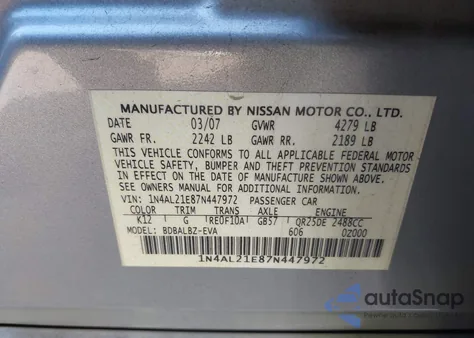 MANUFACTURED BY NISSAN MOTOR CO., LTD.
DATE 03/07 GVWR 4279 LB
GAWR FR. 2242 LB GAWR RR. 2189 LB
THIS VEHICLE CONFORMS TO ALL APPLICABLE FEDERAL MOTOR
VEHICLE SAFETY, BUMPER AND THEFT PREVENTION STANDARDS
IN EFFECT ON THE DATE OF MANUFACTURE SHOWN ABOVE.
SEE OWNERS MANUAL FOR ADDITIONAL INFORMATION
VIN: 1N4AL21E87N447972 PASSENGER CAR
COLOR TRIM TRANS AXLE ENGINE
K12 G RE0F10A GB57 QR25DE 2488CC
MODEL: BDBALBZ-EVA 606 0Z000
1N4AL21E87N447972
autoSnap